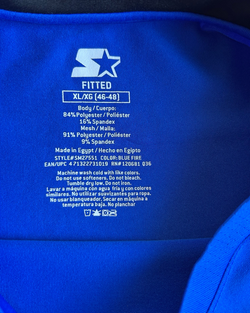 FITTED
XL/XG (46-48)
Body / Cuerpo:
84% Polyester / Poliéster
16% Spandex
Mesh / Malla:
91% Polyester / Poliéster
9% Spandex
Made in Egypt / Hecho en Egipto
STYLE# SM27551 COLOR: BLUE FIRE
EAN/UPC 471322731019 RN# 120681 036
Machine wash cold with like colors.
Do not use softeners. Do not bleach.
Tumble dry low. Do not iron.
Lavar a máquina con agua fría y con colores
similares. No utilizar suavizantes para ropa.
No usar blanqueador. Secar en máquina a
temperatura baja. No planchar